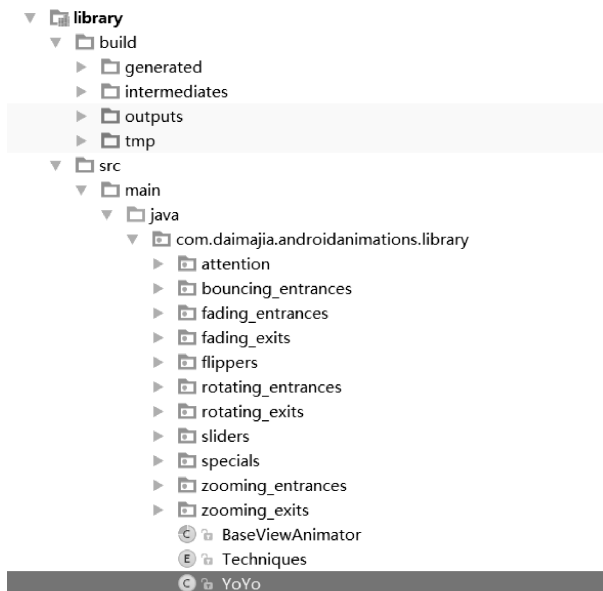 library
build
generated
intermediates
outputs
tmp
src
main
java
com.daimajia.androidanimations.library
attention
bouncing_entrances
fading_entrances
fading_exits
flippers
rotating_entrances
rotating_exits
sliders
specials
zooming_entrances
zooming_exits
C BaseViewAnimator
E Techniques
C YoYo